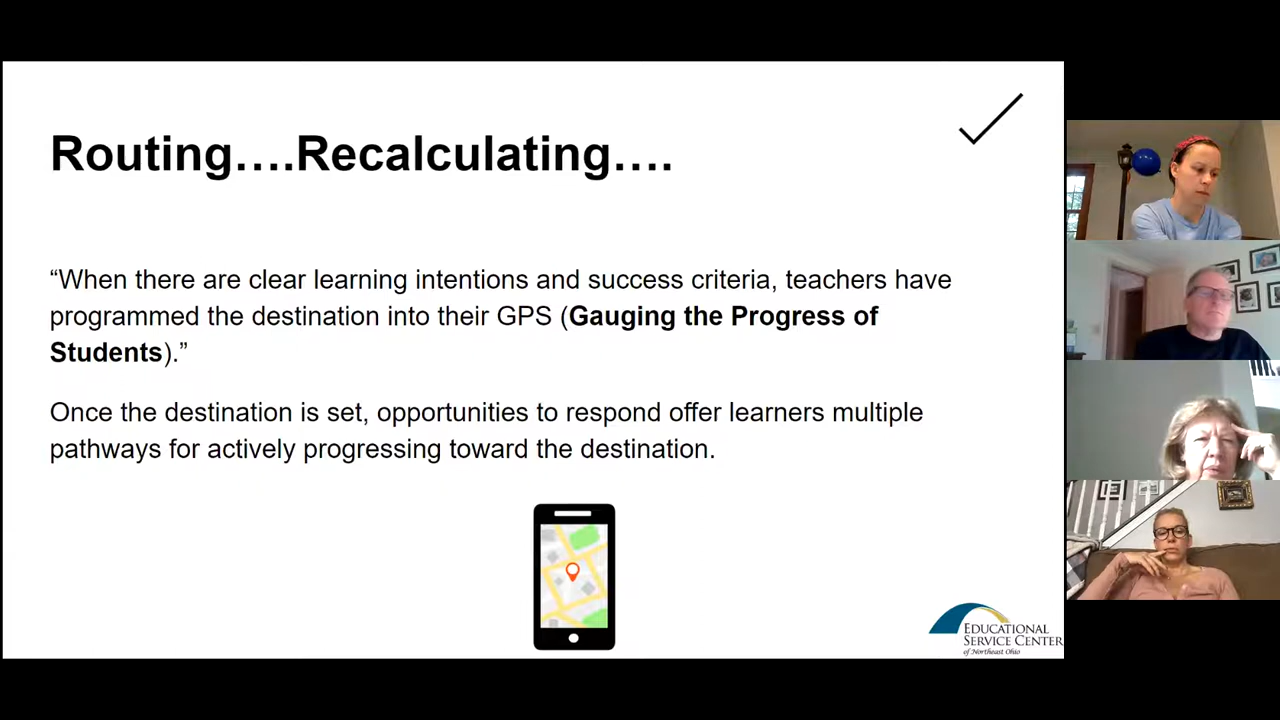 Routing….Recalculating….
“When there are clear learning intentions and success criteria, teachers have
programmed the destination into their GPS (Gauging the Progress of
Students).”
Once the destination is set, opportunities to respond offer learners multiple
pathways for actively progressing toward the destination.
EDUCATIONAL
SERVICE CENTER
of Northeast Ohio